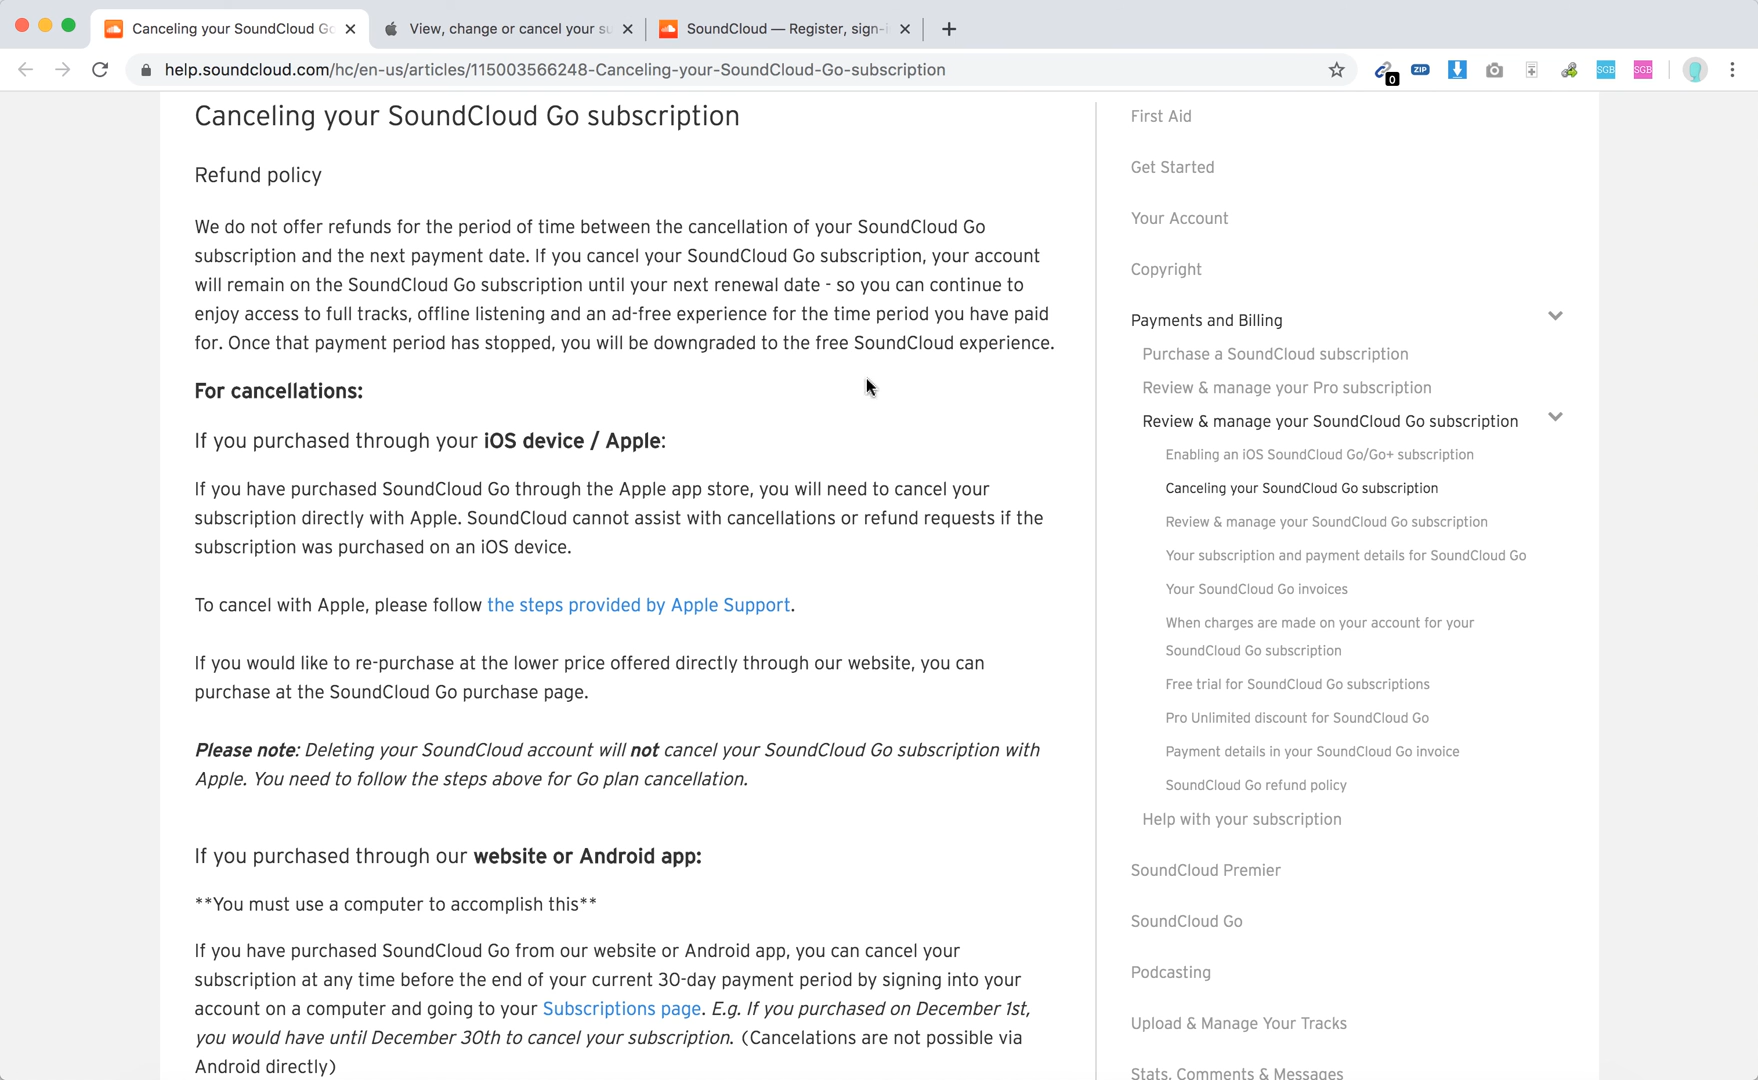 Canceling your SoundCloud Go
View, change or cancel your su
SoundCloud — Register, sign-i
help.soundcloud.com/hc/en-us/articles/115003566248-Canceling-your-SoundCloud-Go-subscription
0
ZIP
SGB
SGB
Canceling your SoundCloud Go subscription
Refund policy
We do not offer refunds for the period of time between the cancellation of your SoundCloud Go
subscription and the next payment date. If you cancel your SoundCloud Go subscription, your account
will remain on the SoundCloud Go subscription until your next renewal date - so you can continue to
enjoy access to full tracks, offline listening and an ad-free experience for the time period you have paid
for. Once that payment period has stopped, you will be downgraded to the free SoundCloud experience.
For cancellations:
If you purchased through your iOS device / Apple:
If you have purchased SoundCloud Go through the Apple app store, you will need to cancel your
subscription directly with Apple. SoundCloud cannot assist with cancellations or refund requests if the
subscription was purchased on an iOS device.
To cancel with Apple, please follow the steps provided by Apple Support.
If you would like to re-purchase at the lower price offered directly through our website, you can
purchase at the SoundCloud Go purchase page.
Please note: Deleting your SoundCloud account will not cancel your SoundCloud Go subscription with
Apple. You need to follow the steps above for Go plan cancellation.
If you purchased through our website or Android app:
**You must use a computer to accomplish this**
If you have purchased SoundCloud Go from our website or Android app, you can cancel your
subscription at any time before the end of your current 30-day payment period by signing into your
account on a computer and going to your Subscriptions page. E.g. If you purchased on December 1st,
you would have until December 30th to cancel your subscription. (Cancelations are not possible via
Android directly)
First Aid
Get Started
Your Account
Copyright
Payments and Billing
Purchase a SoundCloud subscription
Review & manage your Pro subscription
Review & manage your SoundCloud Go subscription
Enabling an iOS SoundCloud Go/Go+ subscription
Canceling your SoundCloud Go subscription
Review & manage your SoundCloud Go subscription
Your subscription and payment details for SoundCloud Go
Your SoundCloud Go invoices
When charges are made on your account for your
SoundCloud Go subscription
Free trial for SoundCloud Go subscriptions
Pro Unlimited discount for SoundCloud Go
Payment details in your SoundCloud Go invoice
SoundCloud Go refund policy
Help with your subscription
SoundCloud Premier
SoundCloud Go
Podcasting
Upload & Manage Your Tracks
Stats, Comments & Messages